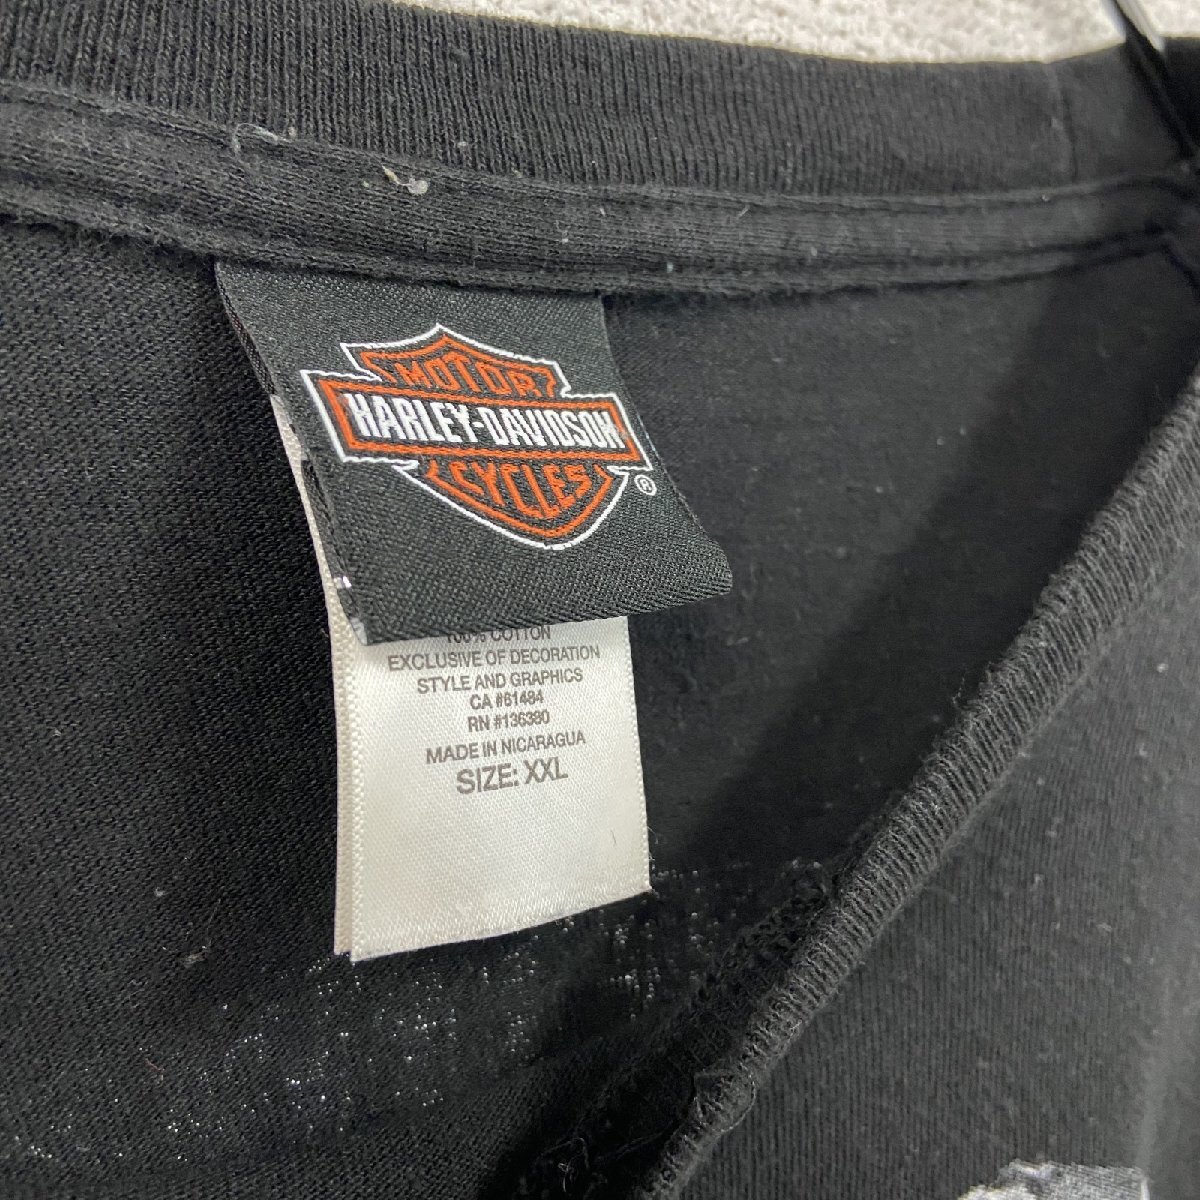 MOTOR
HARLEY-DAVIDSON
CYCLES
®
100% COTTON
EXCLUSIVE OF DECORATION
STYLE AND GRAPHICS
CA #61484
RN #136380
MADE IN NICARAGUA
SIZE: XXL